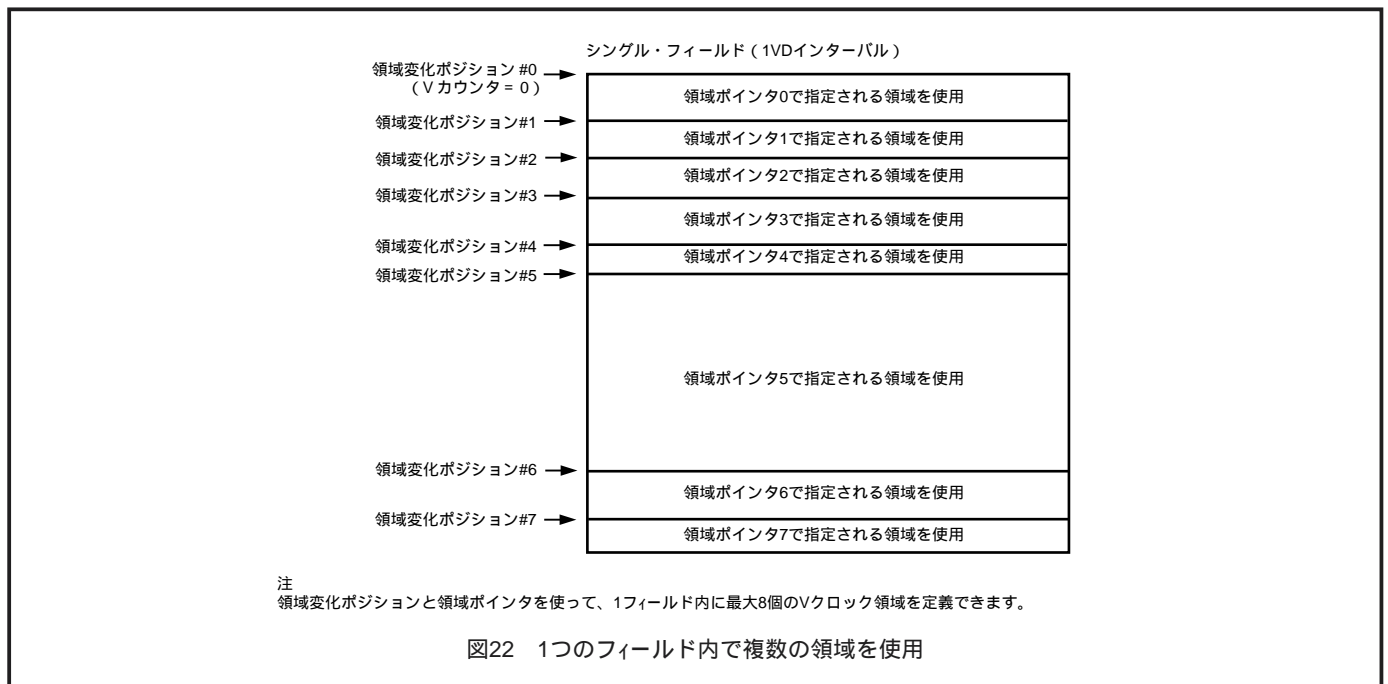 シングル・フィールド ( 1VDインターバル )
領域変化ポジション #0
( V カウンタ = 0 )
領域ポインタ0で指定される領域を使用
領域変化ポジション#1
領域ポインタ1で指定される領域を使用
領域変化ポジション#2
領域ポインタ2で指定される領域を使用
領域変化ポジション#3
領域ポインタ3で指定される領域を使用
領域変化ポジション#4
領域ポインタ4で指定される領域を使用
領域変化ポジション#5
領域ポインタ5で指定される領域を使用
領域変化ポジション#6
領域ポインタ6で指定される領域を使用
領域変化ポジション#7
領域ポインタ7で指定される領域を使用
注
領域変化ポジションと領域ポインタを使って、1フィールド内に最大8個のVクロック領域を定義できます。
図22 1つのフィールド内で複数の領域を使用